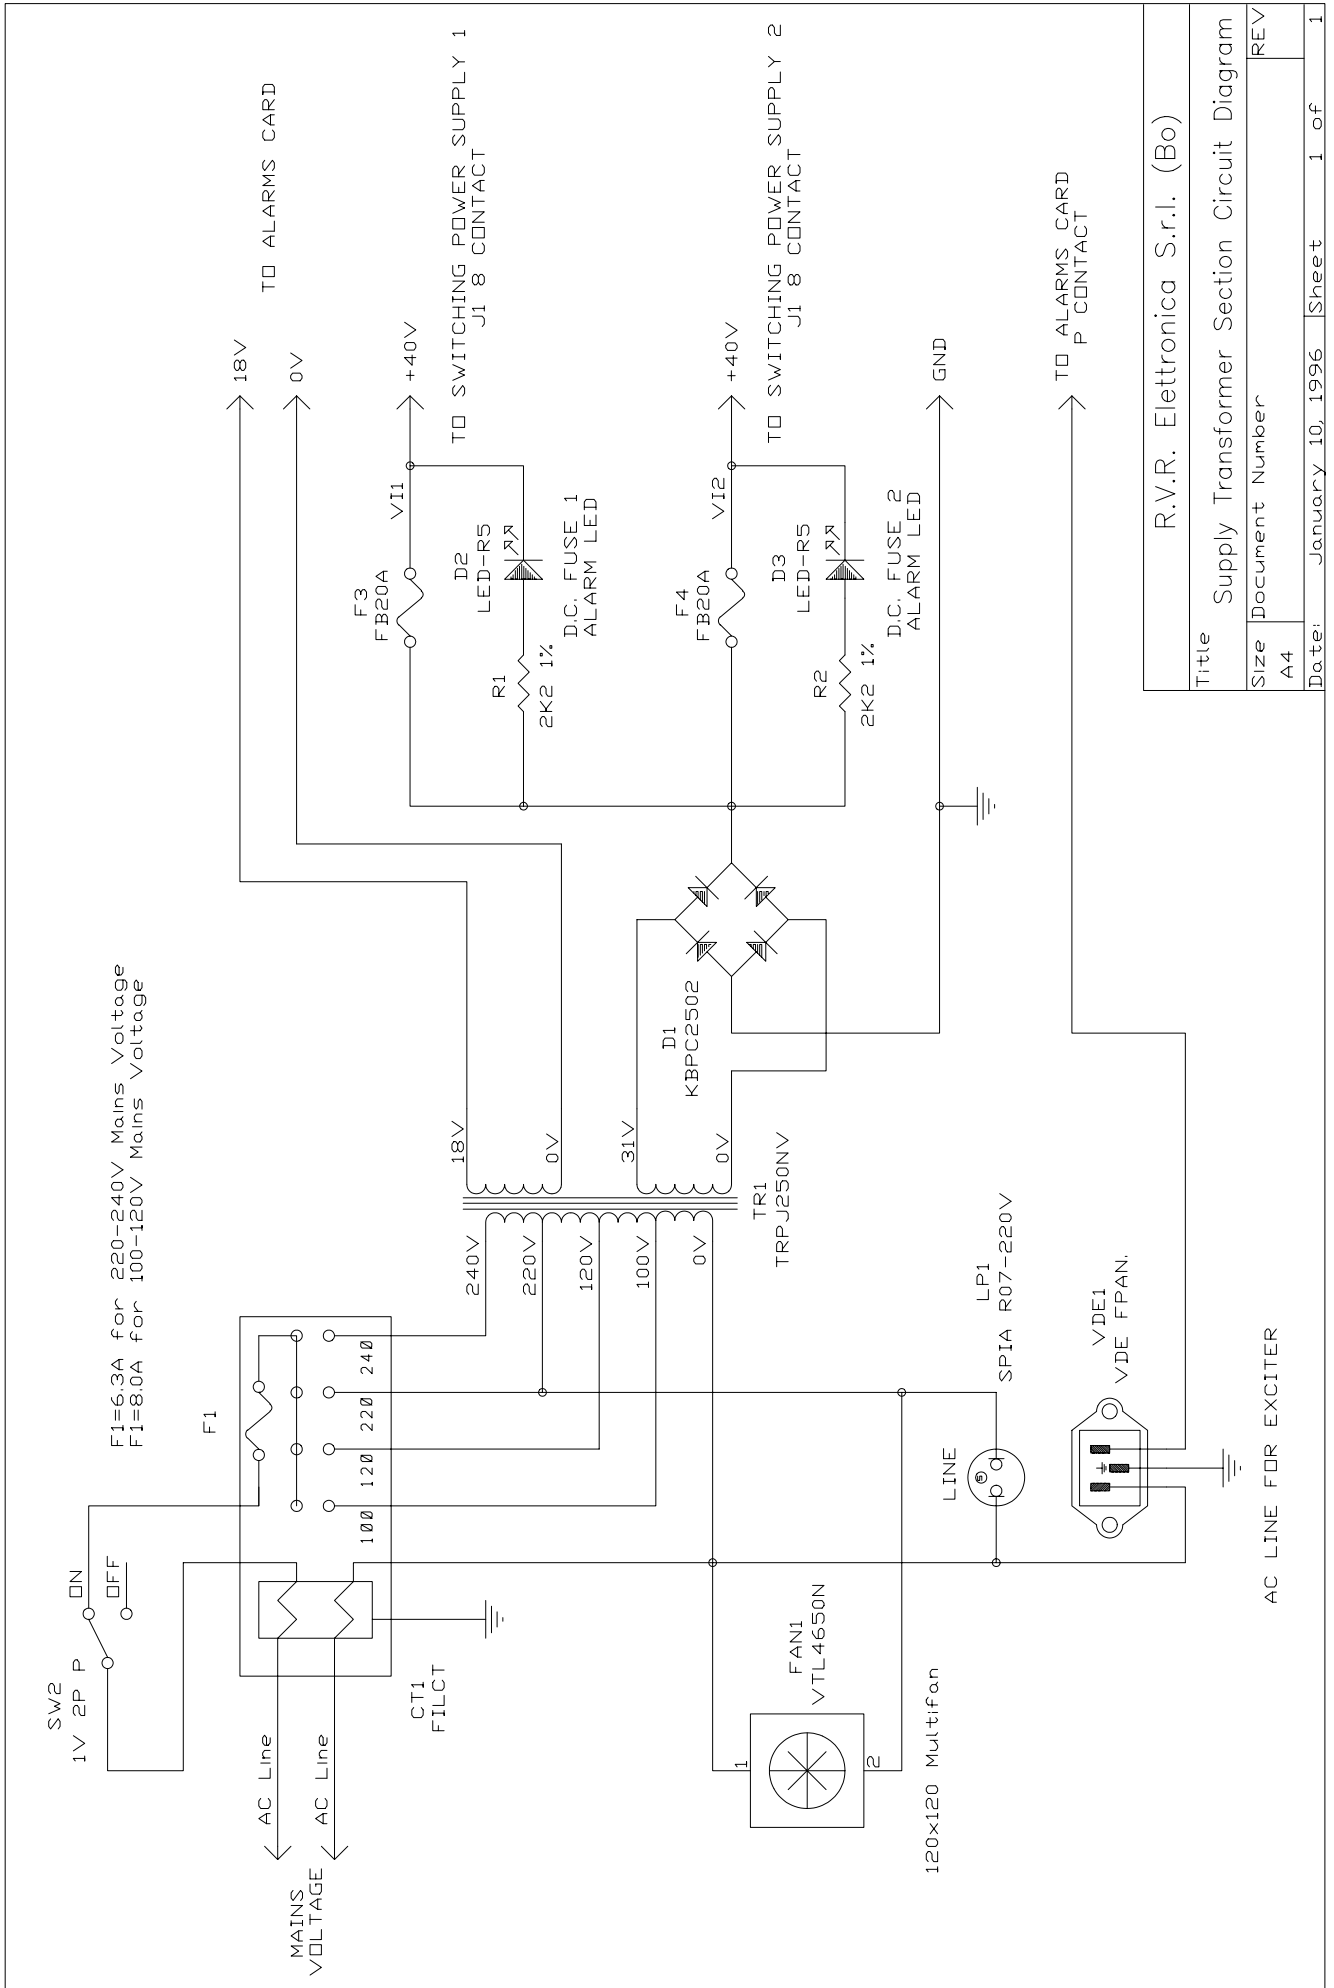 F1=6.3A for 220-240V Mains Voltage
F1=8.0A for 100-120V Mains Voltage
SW2
1V 2P P
ON
OFF
F1
MAINS
VOLTAGE
AC Line
AC Line
100
120
220
240
CT1
FILCT
240V
220V
120V
100V
0V
18V
0V
31V
0V
TR1
TRPJ250NV
D1
KBPC2502
18V
0V
TO ALARMS CARD
F3
FB20A
VI1
+40V
TO SWITCHING POWER SUPPLY 1
J1 8 CONTACT
R1
2K2 1%
D2
LED-R5
D.C. FUSE 1
ALARM LED
F4
FB20A
VI2
+40V
TO SWITCHING POWER SUPPLY 2
J1 8 CONTACT
R2
2K2 1%
D3
LED-R5
D.C. FUSE 2
ALARM LED
GND
FAN1
VTL4650N
1
2
120x120 Multifan
LINE
LP1
SPIA R07-220V
VDE1
VDE FPAN.
AC LINE FOR EXCITER
TO ALARMS CARD
P CONTACT
R.V.R. Elettronica S.r.l. (Bo)
Title
Supply Transformer Section Circuit Diagram
Size Document Number REV
A4
Date: January 10, 1996 Sheet 1 of 1